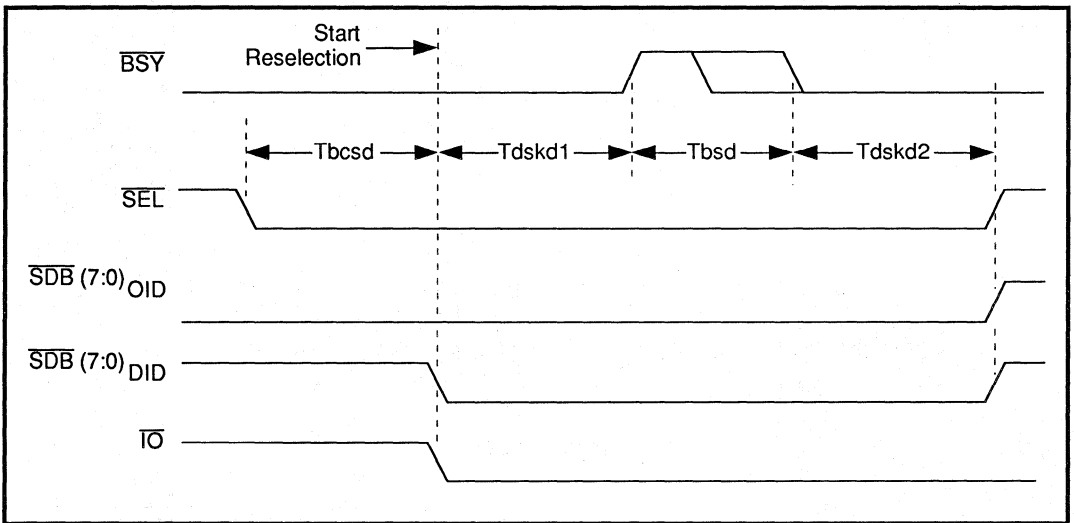 Start
Reselection
BSY
Tbcsd
Tdskd1
Tbsd
Tdskd2
SEL
SDB (7:0) OID
SDB (7:0) DID
IO